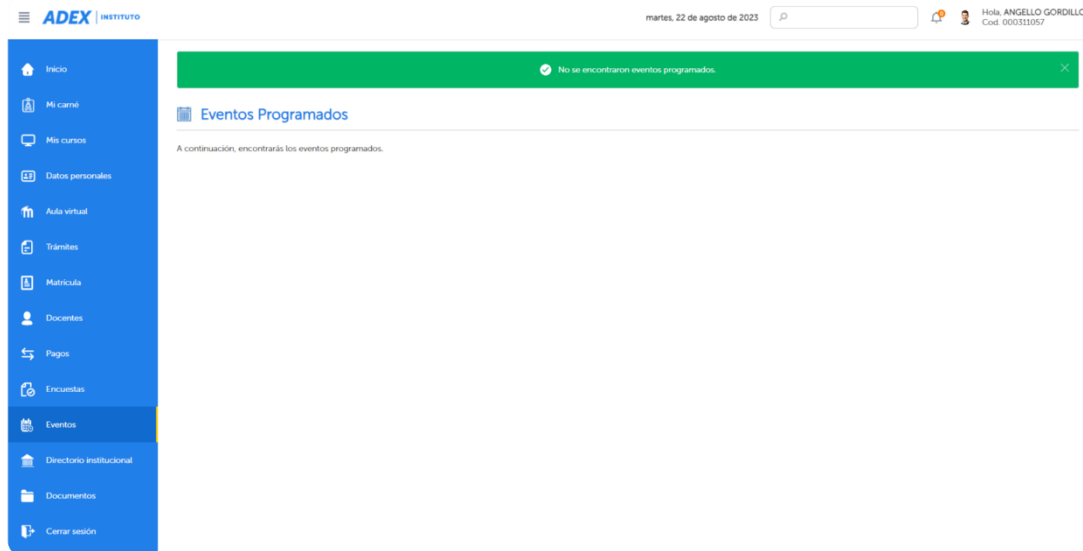 ADEX INSTITUTO
martes, 22 de agosto de 2023
Hola, ANGELLO GORDILLO
Cod. 000311057
Inicio
Mi carné
Mis cursos
Datos personales
Aula virtual
Trámites
Matrícula
Docentes
Pagos
Encuestas
Eventos
Directorio institucional
Documentos
Cerrar sesión
No se encontraron eventos programados.
Eventos Programados
A continuación, encontrarás los eventos programados.